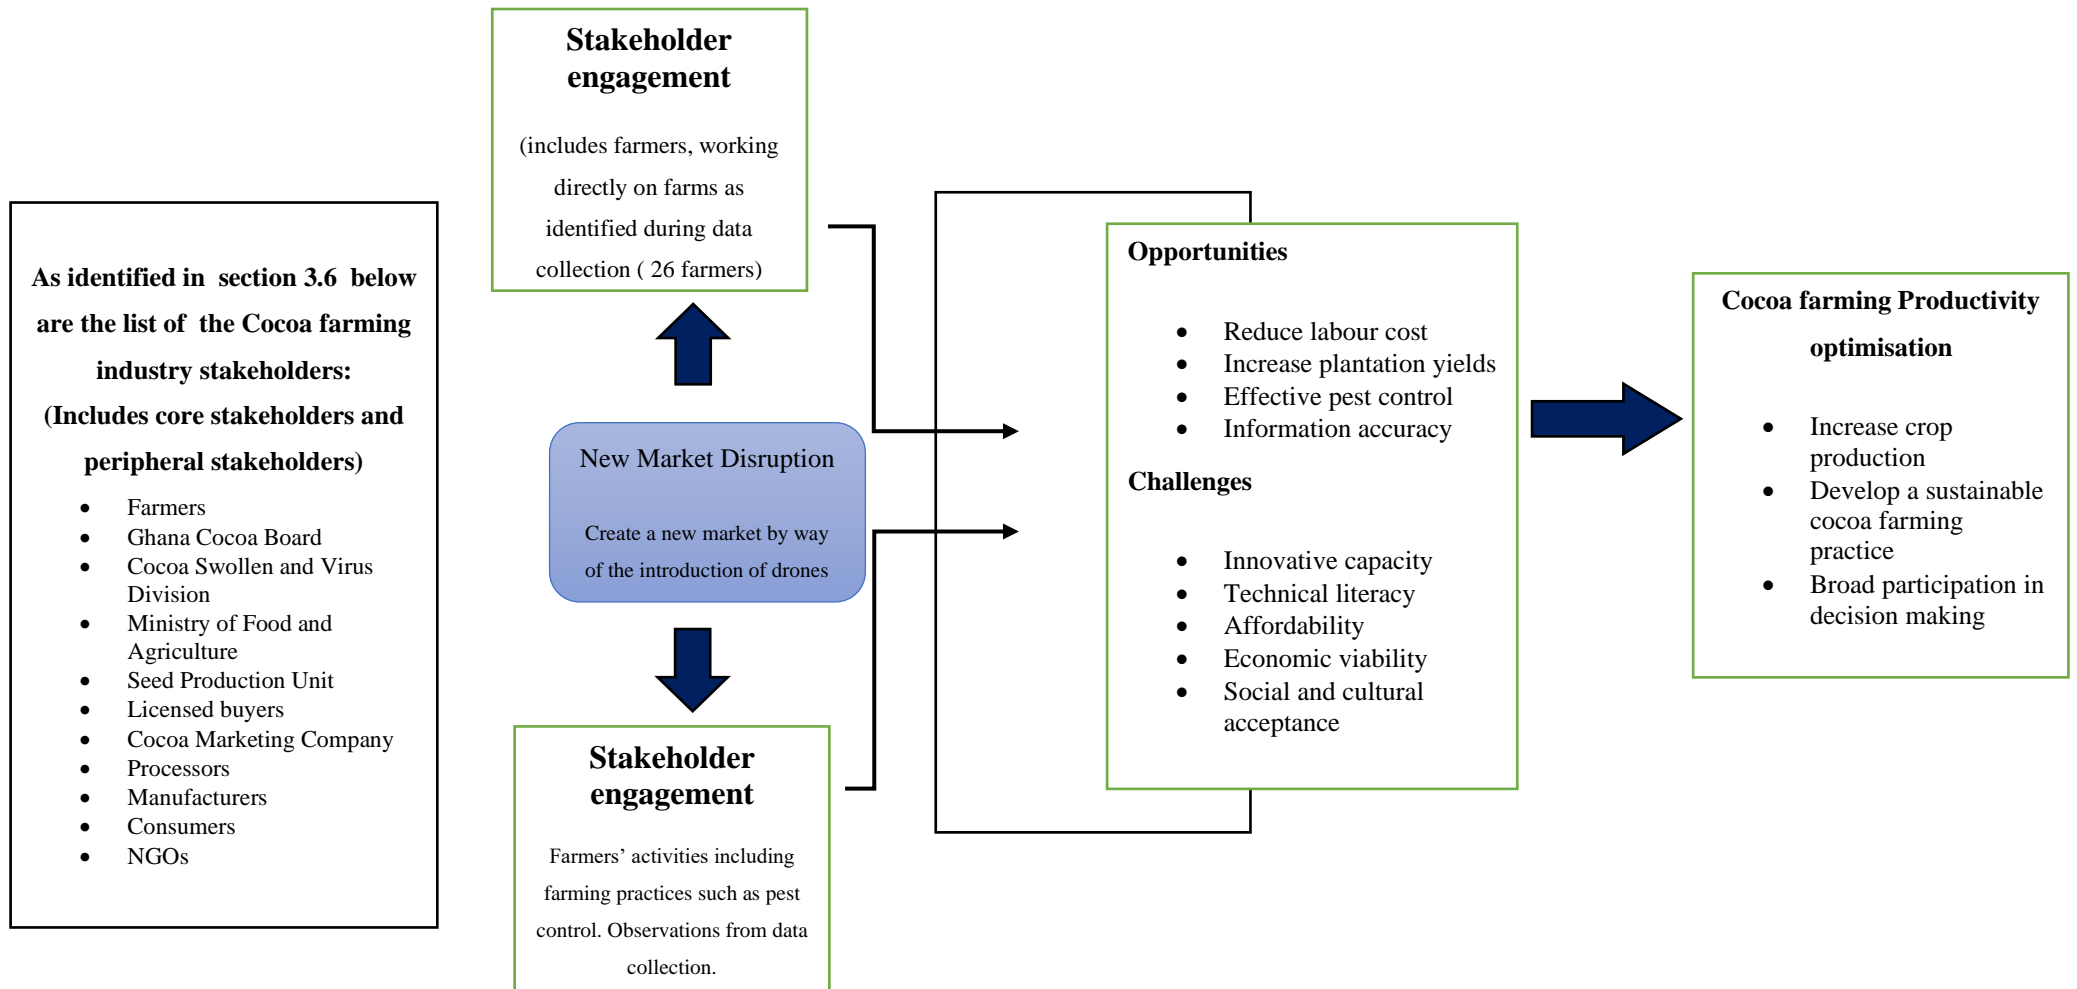 As identified in section 3.6 below
are the list of the Cocoa farming
industry stakeholders:
(Includes core stakeholders and
peripheral stakeholders)
• Farmers
• Ghana Cocoa Board
• Cocoa Swollen and Virus
Division
• Ministry of Food and
Agriculture
• Seed Production Unit
• Licensed buyers
• Cocoa Marketing Company
• Processors
• Manufacturers
• Consumers
• NGOs
Stakeholder
engagement
(includes farmers, working
directly on farms as
identified during data
collection ( 26 farmers)
New Market Disruption
Create a new market by way
of the introduction of drones
Stakeholder
engagement
Farmers’ activities including
farming practices such as pest
control. Observations from data
collection.
Opportunities
• Reduce labour cost
• Increase plantation yields
• Effective pest control
• Information accuracy
Challenges
• Innovative capacity
• Technical literacy
• Affordability
• Economic viability
• Social and cultural
acceptance
Cocoa farming Productivity
optimisation
• Increase crop
production
• Develop a sustainable
cocoa farming
practice
• Broad participation in
decision making